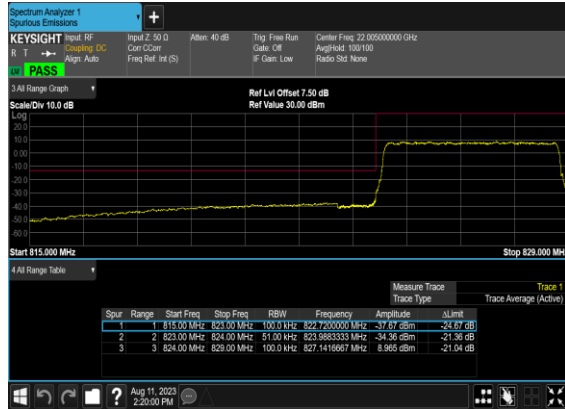 Spectrum Analyzer 1
Spurious Emissions
KEYSIGHT Input: RF Input Z: 50 Ω Atten: 40 dB Trig: Free Run Center Freq: 22.005000000 GHz
R T Coupling: DC Corr CCorr Gate: Off Avg|Hold: 100/100
Align: Auto Freq Ref: Int (S) IF Gain: Low Radio Std: None
PASS
3 All Range Graph
Ref Lvl Offset 7.50 dB
Scale/Div 10.0 dB Ref Value 30.00 dBm
Log
20.0
10.0
0.00
-10.0
-20.0
-30.0
-40.0
-50.0
-60.0
Start 815.000 MHz Stop 829.000 MHz
4 All Range Table
Measure Trace Trace 1
Trace Type Trace Average (Active)
Spur Range Start Freq Stop Freq RBW Frequency Amplitude ΔLimit
1 1 815.00 MHz 823.00 MHz 100.0 kHz 822.7200000 MHz -37.67 dBm -24.67 dB
2 2 823.00 MHz 824.00 MHz 51.00 kHz 823.9883333 MHz -34.36 dBm -21.36 dB
3 3 824.00 MHz 829.00 MHz 100.0 kHz 827.1416667 MHz 8.965 dBm -21.04 dB
Aug 11, 2023
2:20:00 PM